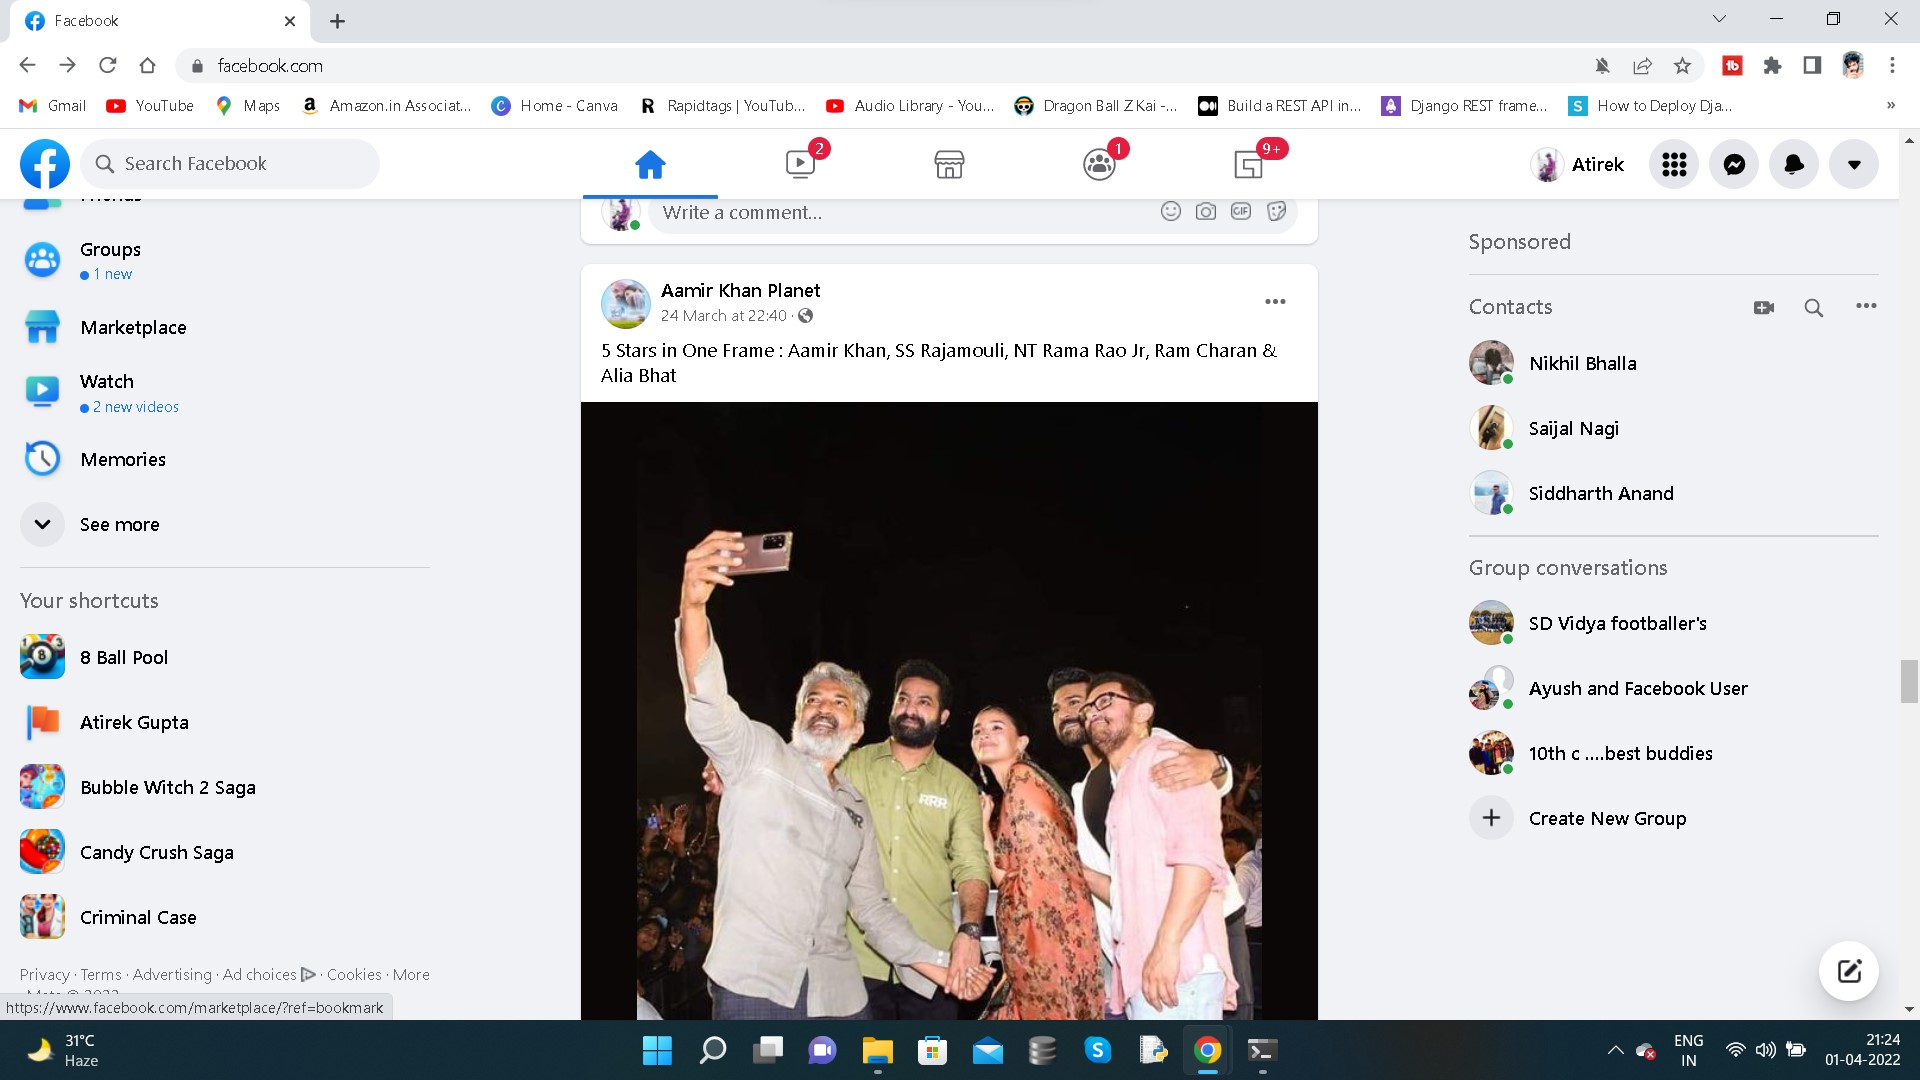 Facebook
facebook.com
Gmail
YouTube
Maps
Amazon.in Associat...
Home - Canva
Rapidtags | YouTub...
Audio Library - You...
Dragon Ball Z Kai -...
Build a REST API in...
Django REST frame...
How to Deploy Dja...
»
Search Facebook
2
1
9+
Atirek
Friends
Groups
1 new
Marketplace
Watch
2 new videos
Memories
See more
Your shortcuts
8 Ball Pool
Atirek Gupta
Bubble Witch 2 Saga
Candy Crush Saga
Criminal Case
Privacy · Terms · Advertising · Ad choices · Cookies · More
· Meta © 2022
https://www.facebook.com/marketplace/?ref=bookmark
Write a comment...
GIF
Aamir Khan Planet
24 March at 22:40 ·
5 Stars in One Frame : Aamir Khan, SS Rajamouli, NT Rama Rao Jr, Ram Charan &
Alia Bhat
RRR
Sponsored
Contacts
Nikhil Bhalla
Saijal Nagi
Siddharth Anand
Group conversations
SD Vidya footballer's
Ayush and Facebook User
10th c ....best buddies
Create New Group
31°C
Haze
ENG
IN
21:24
01-04-2022